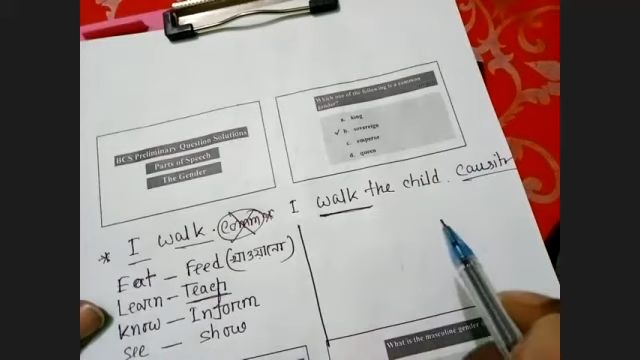 BCS Preliminary Question Solutions
Parts of Speech
The Gender
Which one of the following is a common gender?
a. king
✓ b. sovereign
c. emperor
d. queen
* I walk.
* I walk the child.
Eat — Feed (খাওয়ানো)
Learn — Teach
Know — Inform
see — show
What is the masculine gender